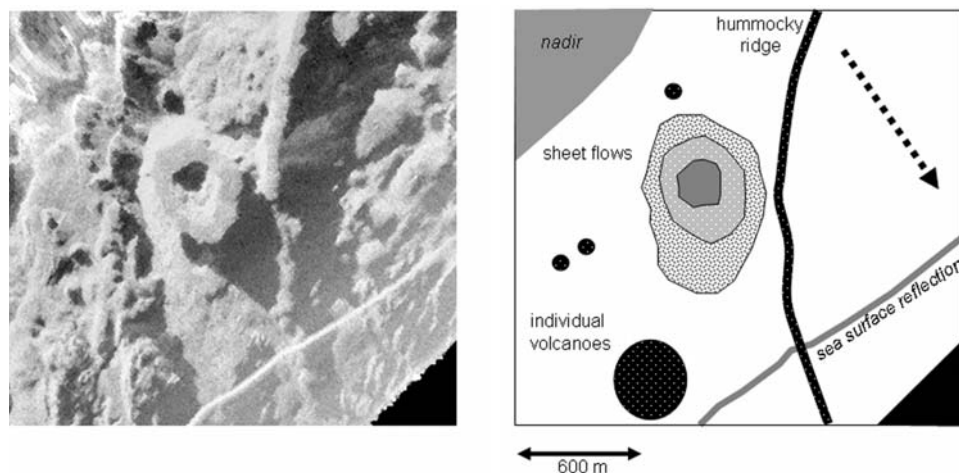 nadir
hummocky
ridge
sheet flows
individual
volcanoes
sea surface reflection
600 m